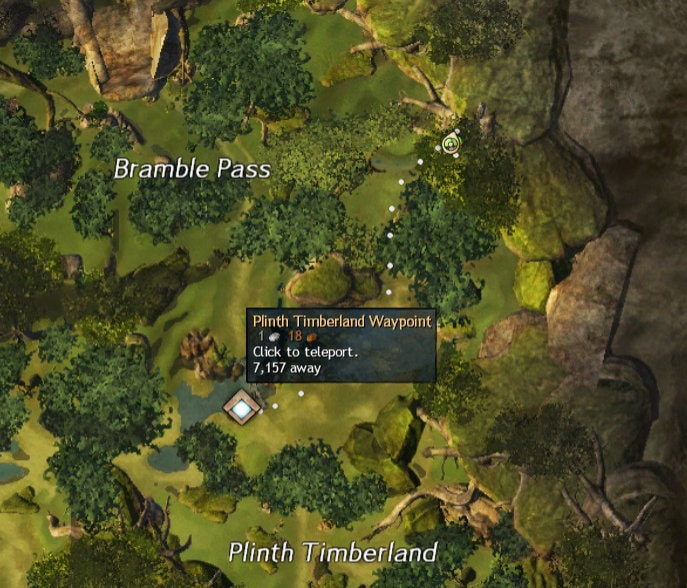 Bramble Pass
Plinth Timberland Waypoint
1 18
Click to teleport.
7,157 away
Plinth Timberland